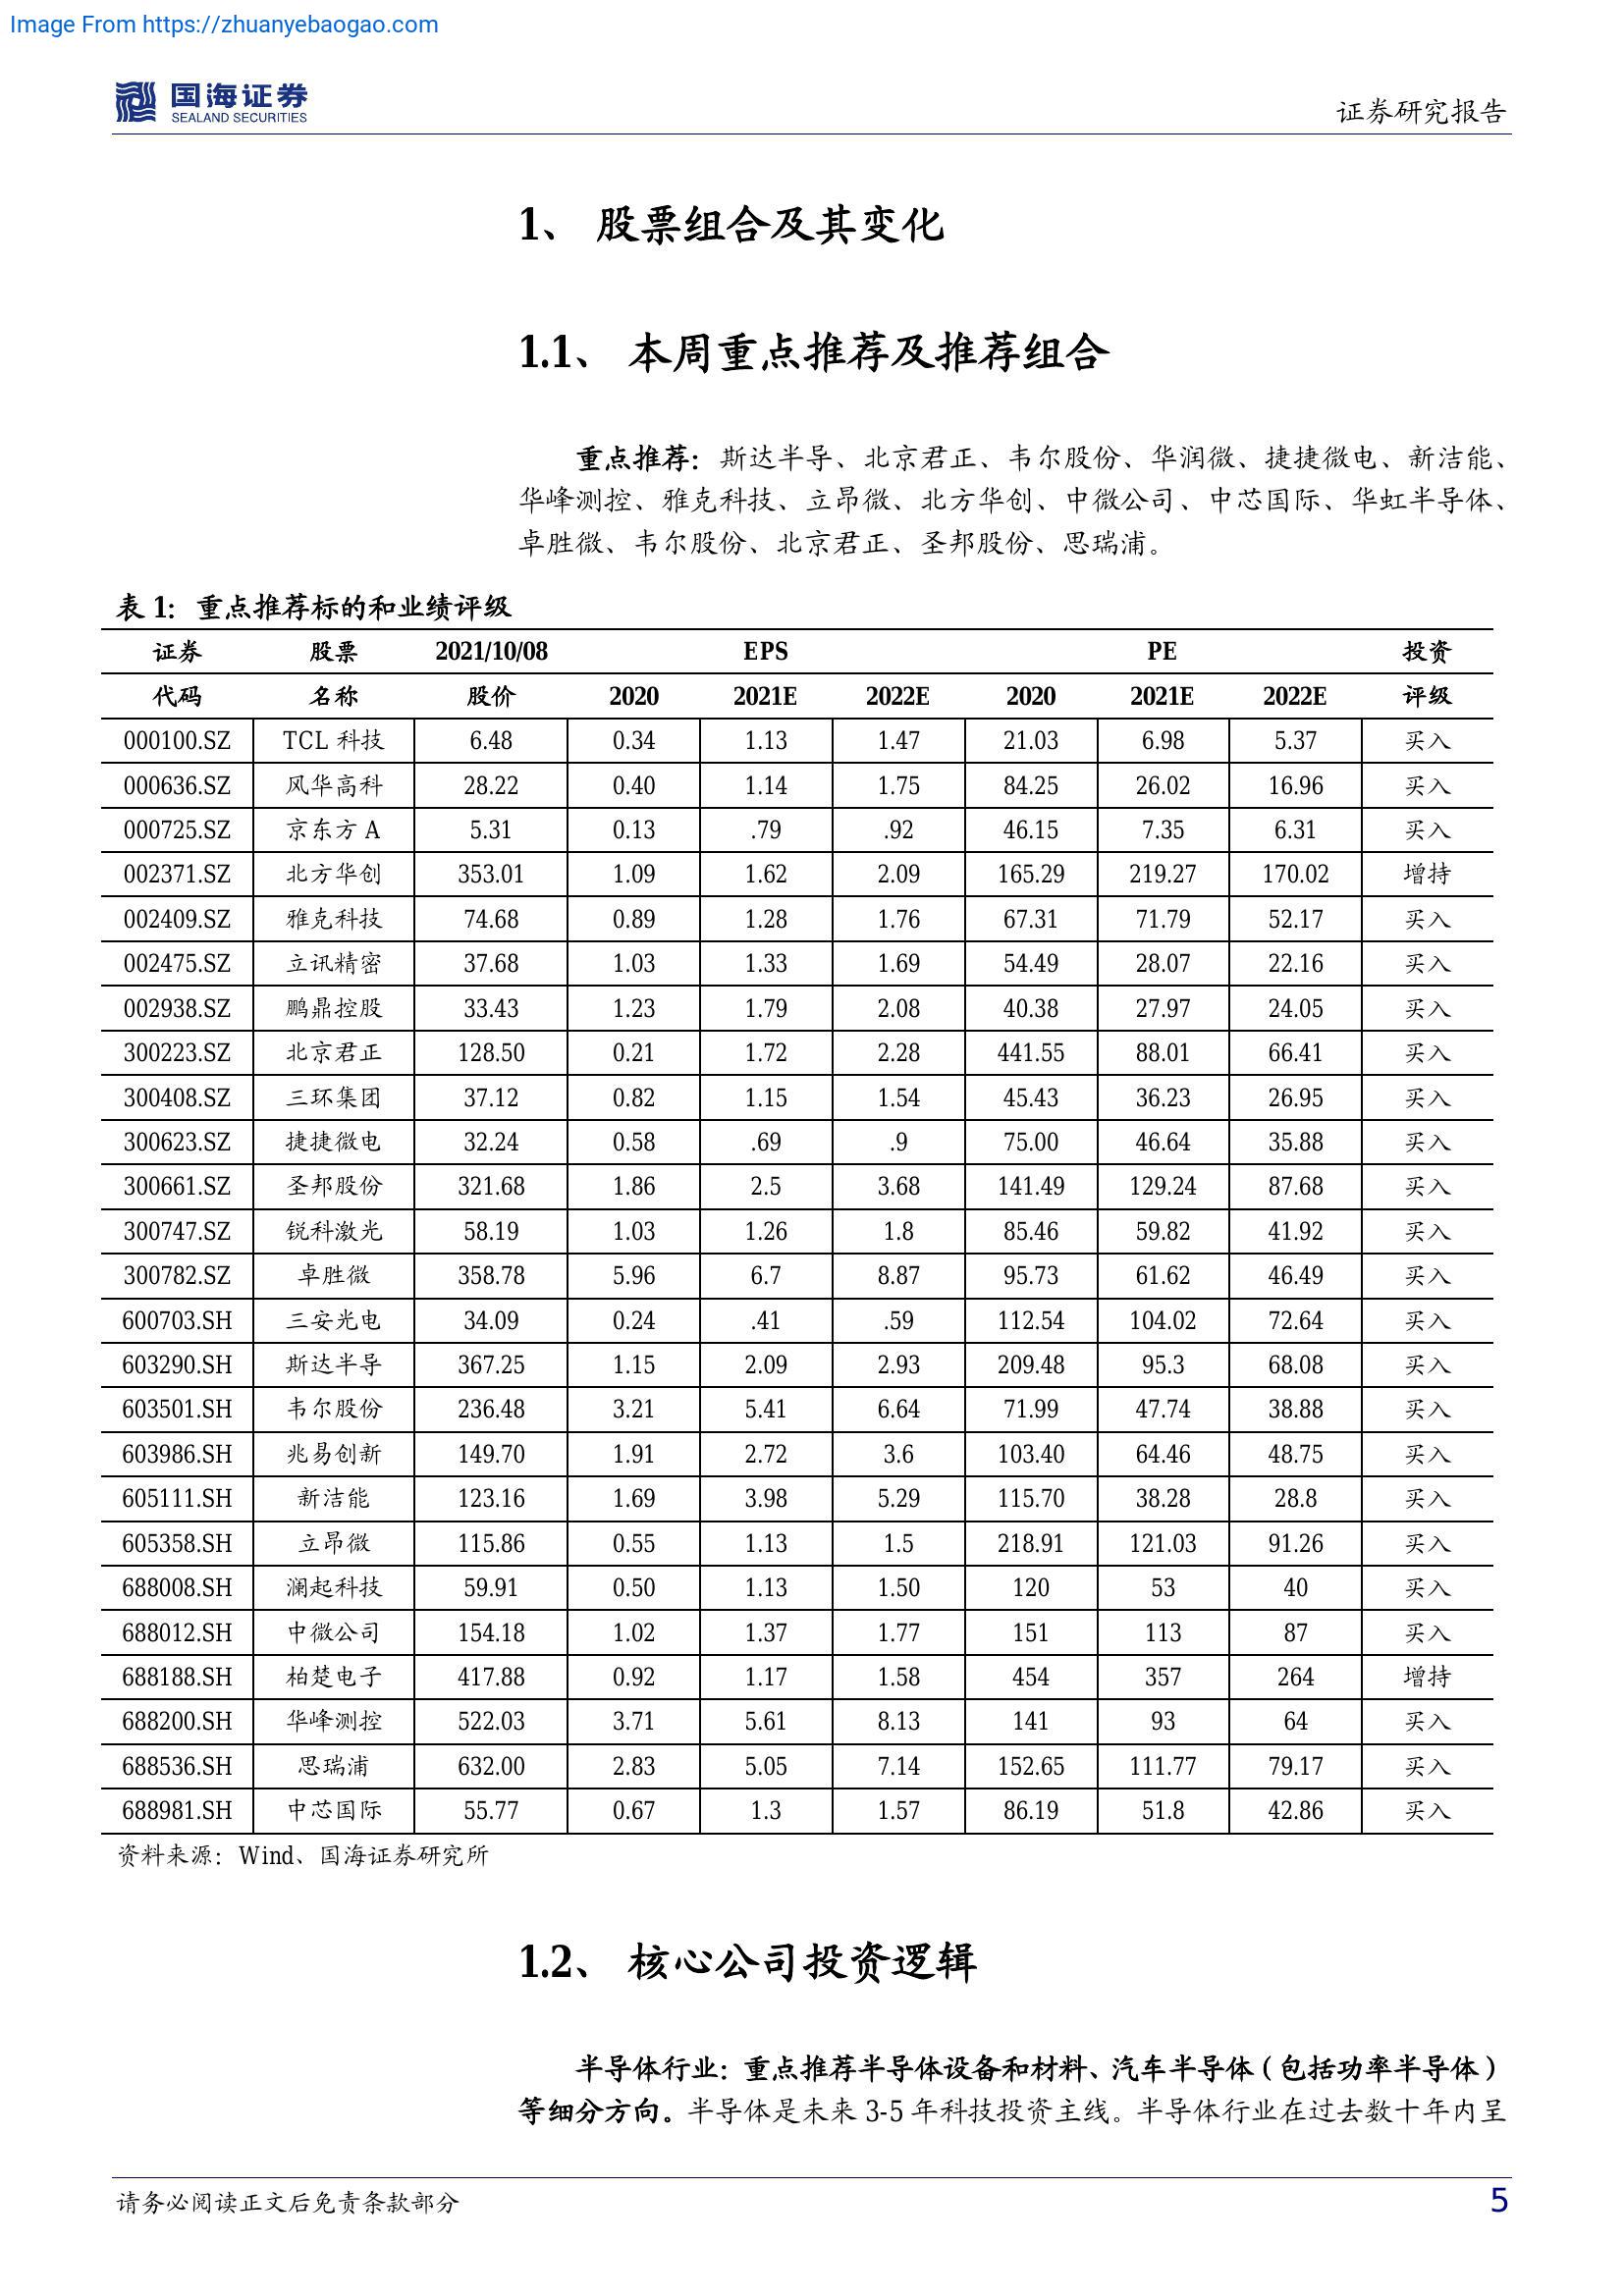 Image From https://zhuanyebaogao.com
国海证券
SEALAND SECURITIES
证券研究报告
1、 股票组合及其变化
1.1、 本周重点推荐及推荐组合
重点推荐：斯达半导、北京君正、韦尔股份、华润微、捷捷微电、新洁能、
华峰测控、雅克科技、立昂微、北方华创、中微公司、中芯国际、华虹半导体、
卓胜微、韦尔股份、北京君正、圣邦股份、思瑞浦。
表 1：重点推荐标的和业绩评级
证券 股票 2021/10/08 EPS PE 投资
代码 名称 股价 2020 2021E 2022E 2020 2021E 2022E 评级
000100.SZ TCL 科技 6.48 0.34 1.13 1.47 21.03 6.98 5.37 买入
000636.SZ 风华高科 28.22 0.40 1.14 1.75 84.25 26.02 16.96 买入
000725.SZ 京东方 A 5.31 0.13 .79 .92 46.15 7.35 6.31 买入
002371.SZ 北方华创 353.01 1.09 1.62 2.09 165.29 219.27 170.02 增持
002409.SZ 雅克科技 74.68 0.89 1.28 1.76 67.31 71.79 52.17 买入
002475.SZ 立讯精密 37.68 1.03 1.33 1.69 54.49 28.07 22.16 买入
002938.SZ 鹏鼎控股 33.43 1.23 1.79 2.08 40.38 27.97 24.05 买入
300223.SZ 北京君正 128.50 0.21 1.72 2.28 441.55 88.01 66.41 买入
300408.SZ 三环集团 37.12 0.82 1.15 1.54 45.43 36.23 26.95 买入
300623.SZ 捷捷微电 32.24 0.58 .69 .9 75.00 46.64 35.88 买入
300661.SZ 圣邦股份 321.68 1.86 2.5 3.68 141.49 129.24 87.68 买入
300747.SZ 锐科激光 58.19 1.03 1.26 1.8 85.46 59.82 41.92 买入
300782.SZ 卓胜微 358.78 5.96 6.7 8.87 95.73 61.62 46.49 买入
600703.SH 三安光电 34.09 0.24 .41 .59 112.54 104.02 72.64 买入
603290.SH 斯达半导 367.25 1.15 2.09 2.93 209.48 95.3 68.08 买入
603501.SH 韦尔股份 236.48 3.21 5.41 6.64 71.99 47.74 38.88 买入
603986.SH 兆易创新 149.70 1.91 2.72 3.6 103.40 64.46 48.75 买入
605111.SH 新洁能 123.16 1.69 3.98 5.29 115.70 38.28 28.8 买入
605358.SH 立昂微 115.86 0.55 1.13 1.5 218.91 121.03 91.26 买入
688008.SH 澜起科技 59.91 0.50 1.13 1.50 120 53 40 买入
688012.SH 中微公司 154.18 1.02 1.37 1.77 151 113 87 买入
688188.SH 柏楚电子 417.88 0.92 1.17 1.58 454 357 264 增持
688200.SH 华峰测控 522.03 3.71 5.61 8.13 141 93 64 买入
688536.SH 思瑞浦 632.00 2.83 5.05 7.14 152.65 111.77 79.17 买入
688981.SH 中芯国际 55.77 0.67 1.3 1.57 86.19 51.8 42.86 买入
资料来源：Wind、国海证券研究所
1.2、 核心公司投资逻辑
半导体行业：重点推荐半导体设备和材料、汽车半导体（包括功率半导体）
等细分方向。半导体是未来 3-5 年科技投资主线。半导体行业在过去数十年内呈
请务必阅读正文后免责条款部分
5